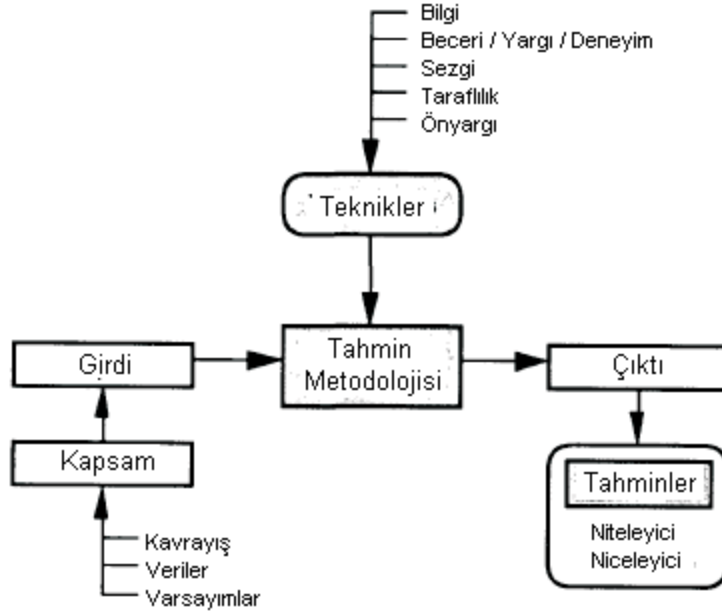 Bilgi
Beceri / Yargı / Deneyim
Sezgi
Taraflılık
Önyargı
Teknikler
Tahmin
Metodolojisi
Girdi
Çıktı
Kapsam
Tahminler
Niteleyici
Niceleyici
Kavrayış
Veriler
Varsayımlar